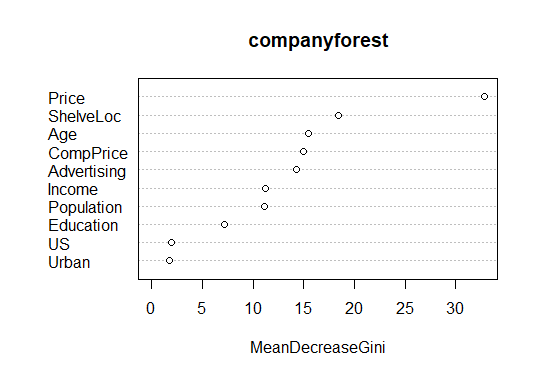 companyforest
Price
ShelveLoc
Age
CompPrice
Advertising
Income
Population
Education
US
Urban
0 5 10 15 20 25 30
MeanDecreaseGini